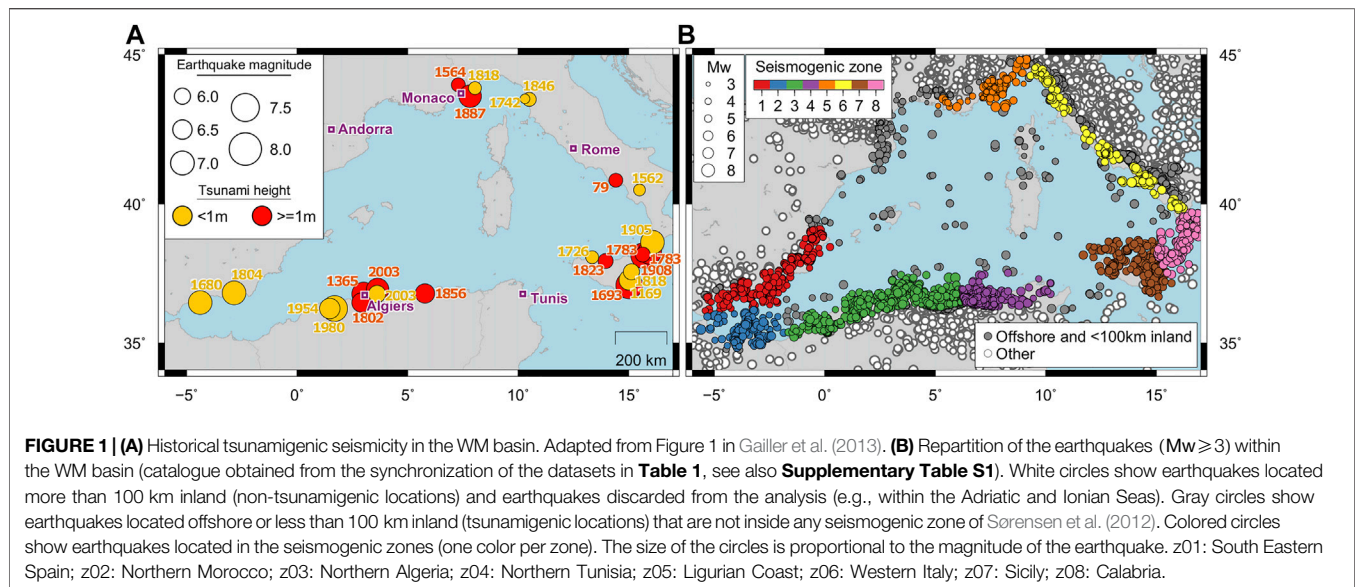 A
B
45°
40°
35°
−5°
0°
5°
10°
15°
Earthquake magnitude
6.0
7.5
6.5
8.0
7.0
Tsunami height
<1m
>=1m
1564
1818
Monaco
1887
1846
1742
Andorra
Rome
79
1562
1905
1726
1783
1783
1823
1908
1818
1693
1169
1680
1804
1365
2003
2003
1856
Tunis
1954
Algiers
1802
1980
200 km
45°
40°
35°
−5°
0°
5°
10°
15°
Mw
3
4
5
6
7
8
Seismogenic zone
1 2 3 4 5 6 7 8
Offshore and <100km inland
Other
FIGURE 1 | (A) Historical tsunamigenic seismicity in the WM basin. Adapted from Figure 1 in Gailler et al. (2013). (B) Repartition of the earthquakes (Mw ≥ 3) within
the WM basin (catalogue obtained from the synchronization of the datasets in Table 1, see also Supplementary Table S1). White circles show earthquakes located
more than 100 km inland (non-tsunamigenic locations) and earthquakes discarded from the analysis (e.g., within the Adriatic and Ionian Seas). Gray circles show
earthquakes located offshore or less than 100 km inland (tsunamigenic locations) that are not inside any seismogenic zone of Sørensen et al. (2012). Colored circles
show earthquakes located in the seismogenic zones (one color per zone). The size of the circles is proportional to the magnitude of the earthquake. z01: South Eastern
Spain; z02: Northern Morocco; z03: Northern Algeria; z04: Northern Tunisia; z05: Ligurian Coast; z06: Western Italy; z07: Sicily; z08: Calabria.